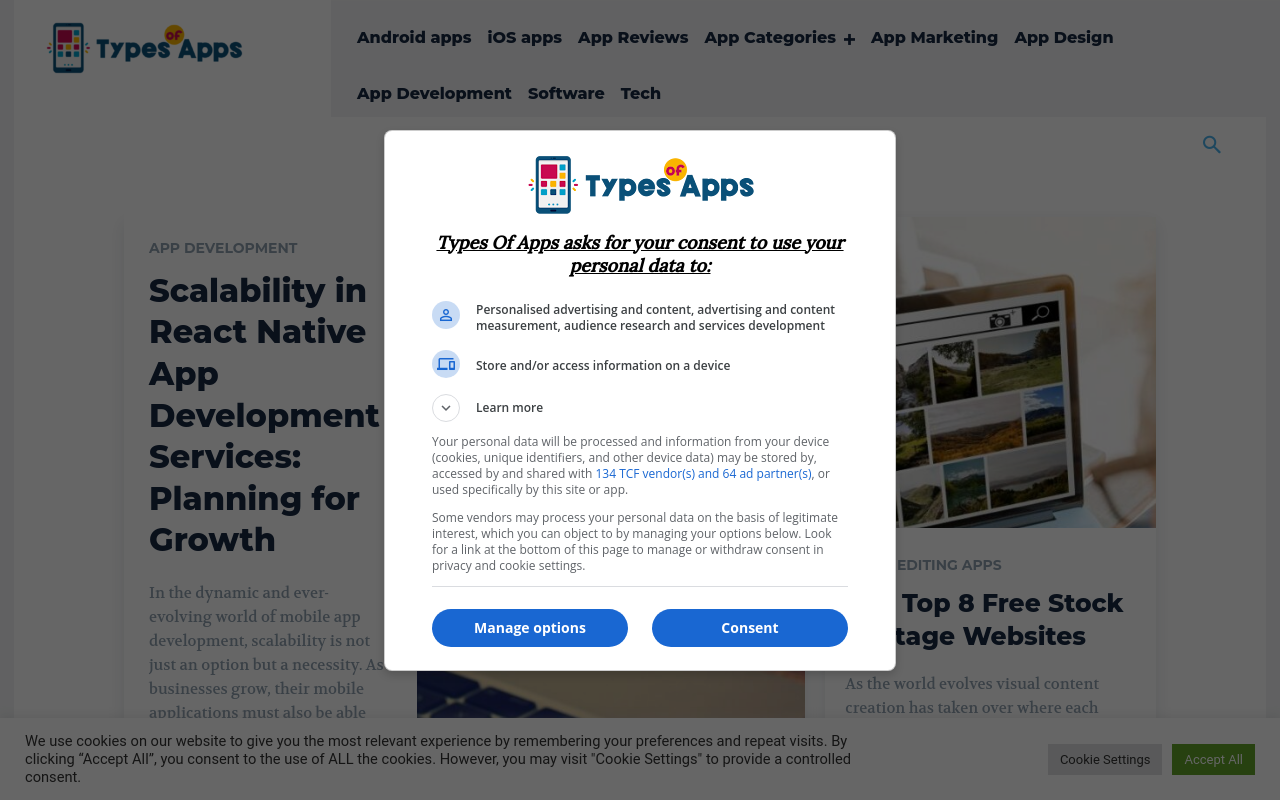 Types of Apps
Android apps
iOS apps
App Reviews
App Categories +
App Marketing
App Design
App Development
Software
Tech
APP DEVELOPMENT
Scalability in
React Native
App
Development
Services:
Planning for
Growth
In the dynamic and ever-
evolving world of mobile app
development, scalability is not
just an option but a necessity. As
businesses grow, their mobile
applications must also be able
Types of Apps
Types Of Apps asks for your consent to use your
personal data to:
Personalised advertising and content, advertising and content
measurement, audience research and services development
Store and/or access information on a device
Learn more
Your personal data will be processed and information from your device
(cookies, unique identifiers, and other device data) may be stored by,
accessed by and shared with 134 TCF vendor(s) and 64 ad partner(s), or
used specifically by this site or app.
Some vendors may process your personal data on the basis of legitimate
interest, which you can object to by managing your options below. Look
for a link at the bottom of this page to manage or withdraw consent in
privacy and cookie settings.
Manage options
Consent
EDITING APPS
Top 8 Free Stock
tage Websites
As the world evolves visual content
creation has taken over where each
We use cookies on our website to give you the most relevant experience by remembering your preferences and repeat visits. By
clicking “Accept All”, you consent to the use of ALL the cookies. However, you may visit "Cookie Settings" to provide a controlled
consent.
Cookie Settings
Accept All